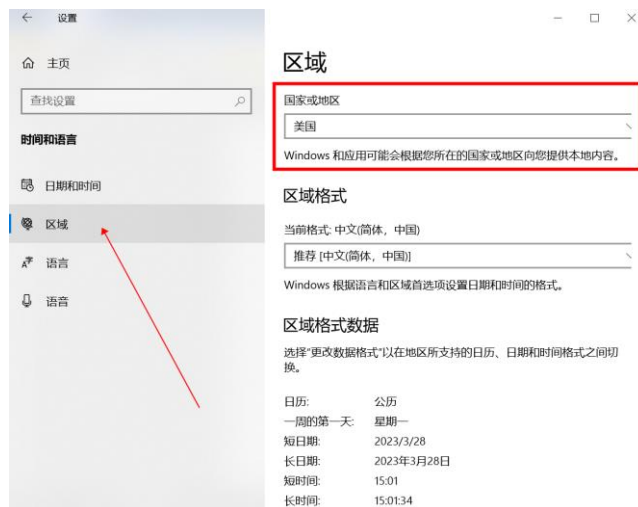 设置
主页
查找设置
时间和语言
日期和时间
区域
语言
语音
区域
国家或地区
美国
Windows 和应用可能会根据您所在的国家或地区向您提供本地内容。
区域格式
当前格式: 中文(简体，中国)
推荐 [中文(简体，中国)]
Windows 根据语言和区域首选项设置日期和时间的格式。
区域格式数据
选择“更改数据格式”以在地区所支持的日历、日期和时间格式之间切
换。
日历: 公历
一周的第一天: 星期一
短日期: 2023/3/28
长日期: 2023年3月28日
短时间: 15:01
长时间: 15:01:34